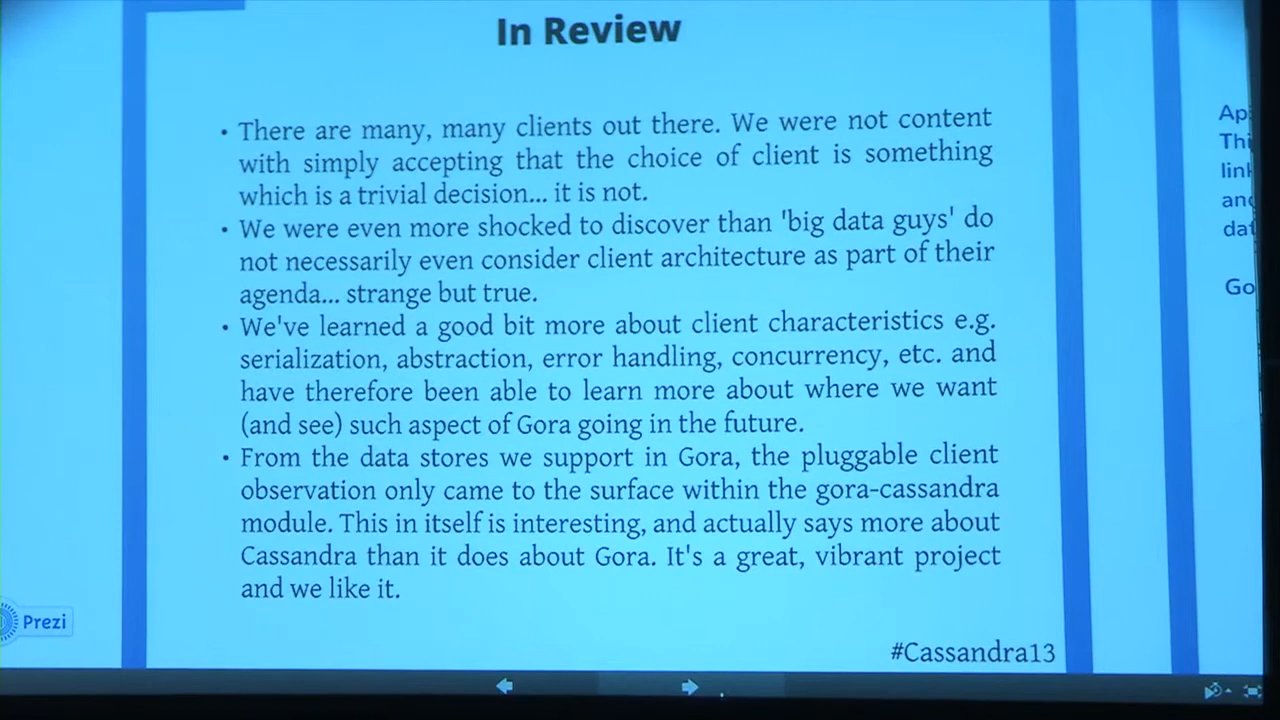 In Review
• There are many, many clients out there. We were not content
with simply accepting that the choice of client is something
which is a trivial decision... it is not.
• We were even more shocked to discover than 'big data guys' do
not necessarily even consider client architecture as part of their
agenda... strange but true.
• We've learned a good bit more about client characteristics e.g.
serialization, abstraction, error handling, concurrency, etc. and
have therefore been able to learn more about where we want
(and see) such aspect of Gora going in the future.
• From the data stores we support in Gora, the pluggable client
observation only came to the surface within the gora-cassandra
module. This in itself is interesting, and actually says more about
Cassandra than it does about Gora. It's a great, vibrant project
and we like it.
#Cassandra13
Prezi